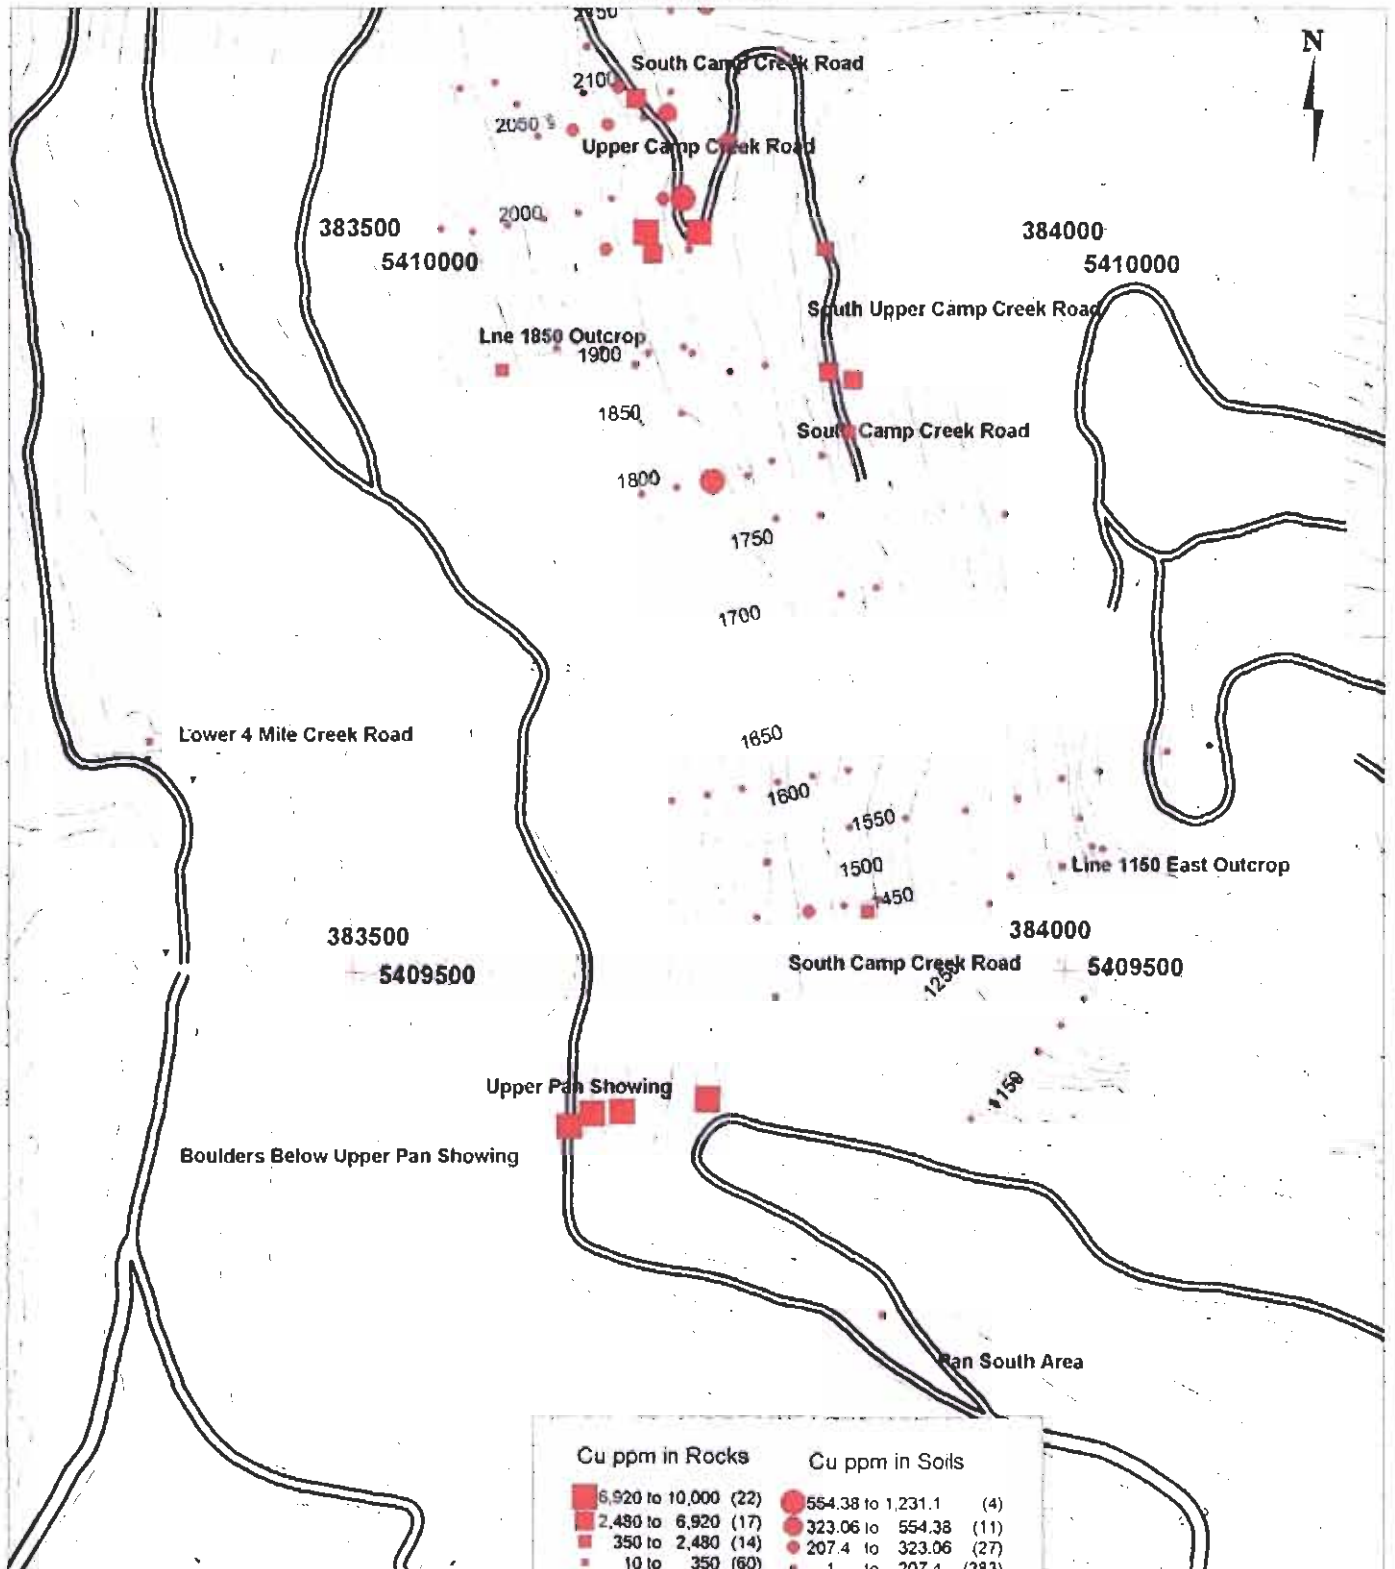 N
South Camp Creek Road
2100
2050
Upper Camp Creek Road
2000
383500
5410000
384000
5410000
South Upper Camp Creek Road
Lne 1850 Outcrop
1900
1850
South Camp Creek Road
1800
1750
1700
Lower 4 Mile Creek Road
1650
1600
1550
1500
1450
Line 1150 East Outcrop
383500
5409500
384000
5409500
South Camp Creek Road
1250
1150
Upper Pan Showing
Boulders Below Upper Pan Showing
Pan South Area
Cu ppm in Rocks
6,920 to 10,000 (22)
2,480 to 6,920 (17)
350 to 2,480 (14)
10 to 350 (60)
Cu ppm in Soils
554.38 to 1,231.1 (4)
323.06 to 554.38 (11)
207.4 to 323.06 (27)
1 to 207.4 (283)